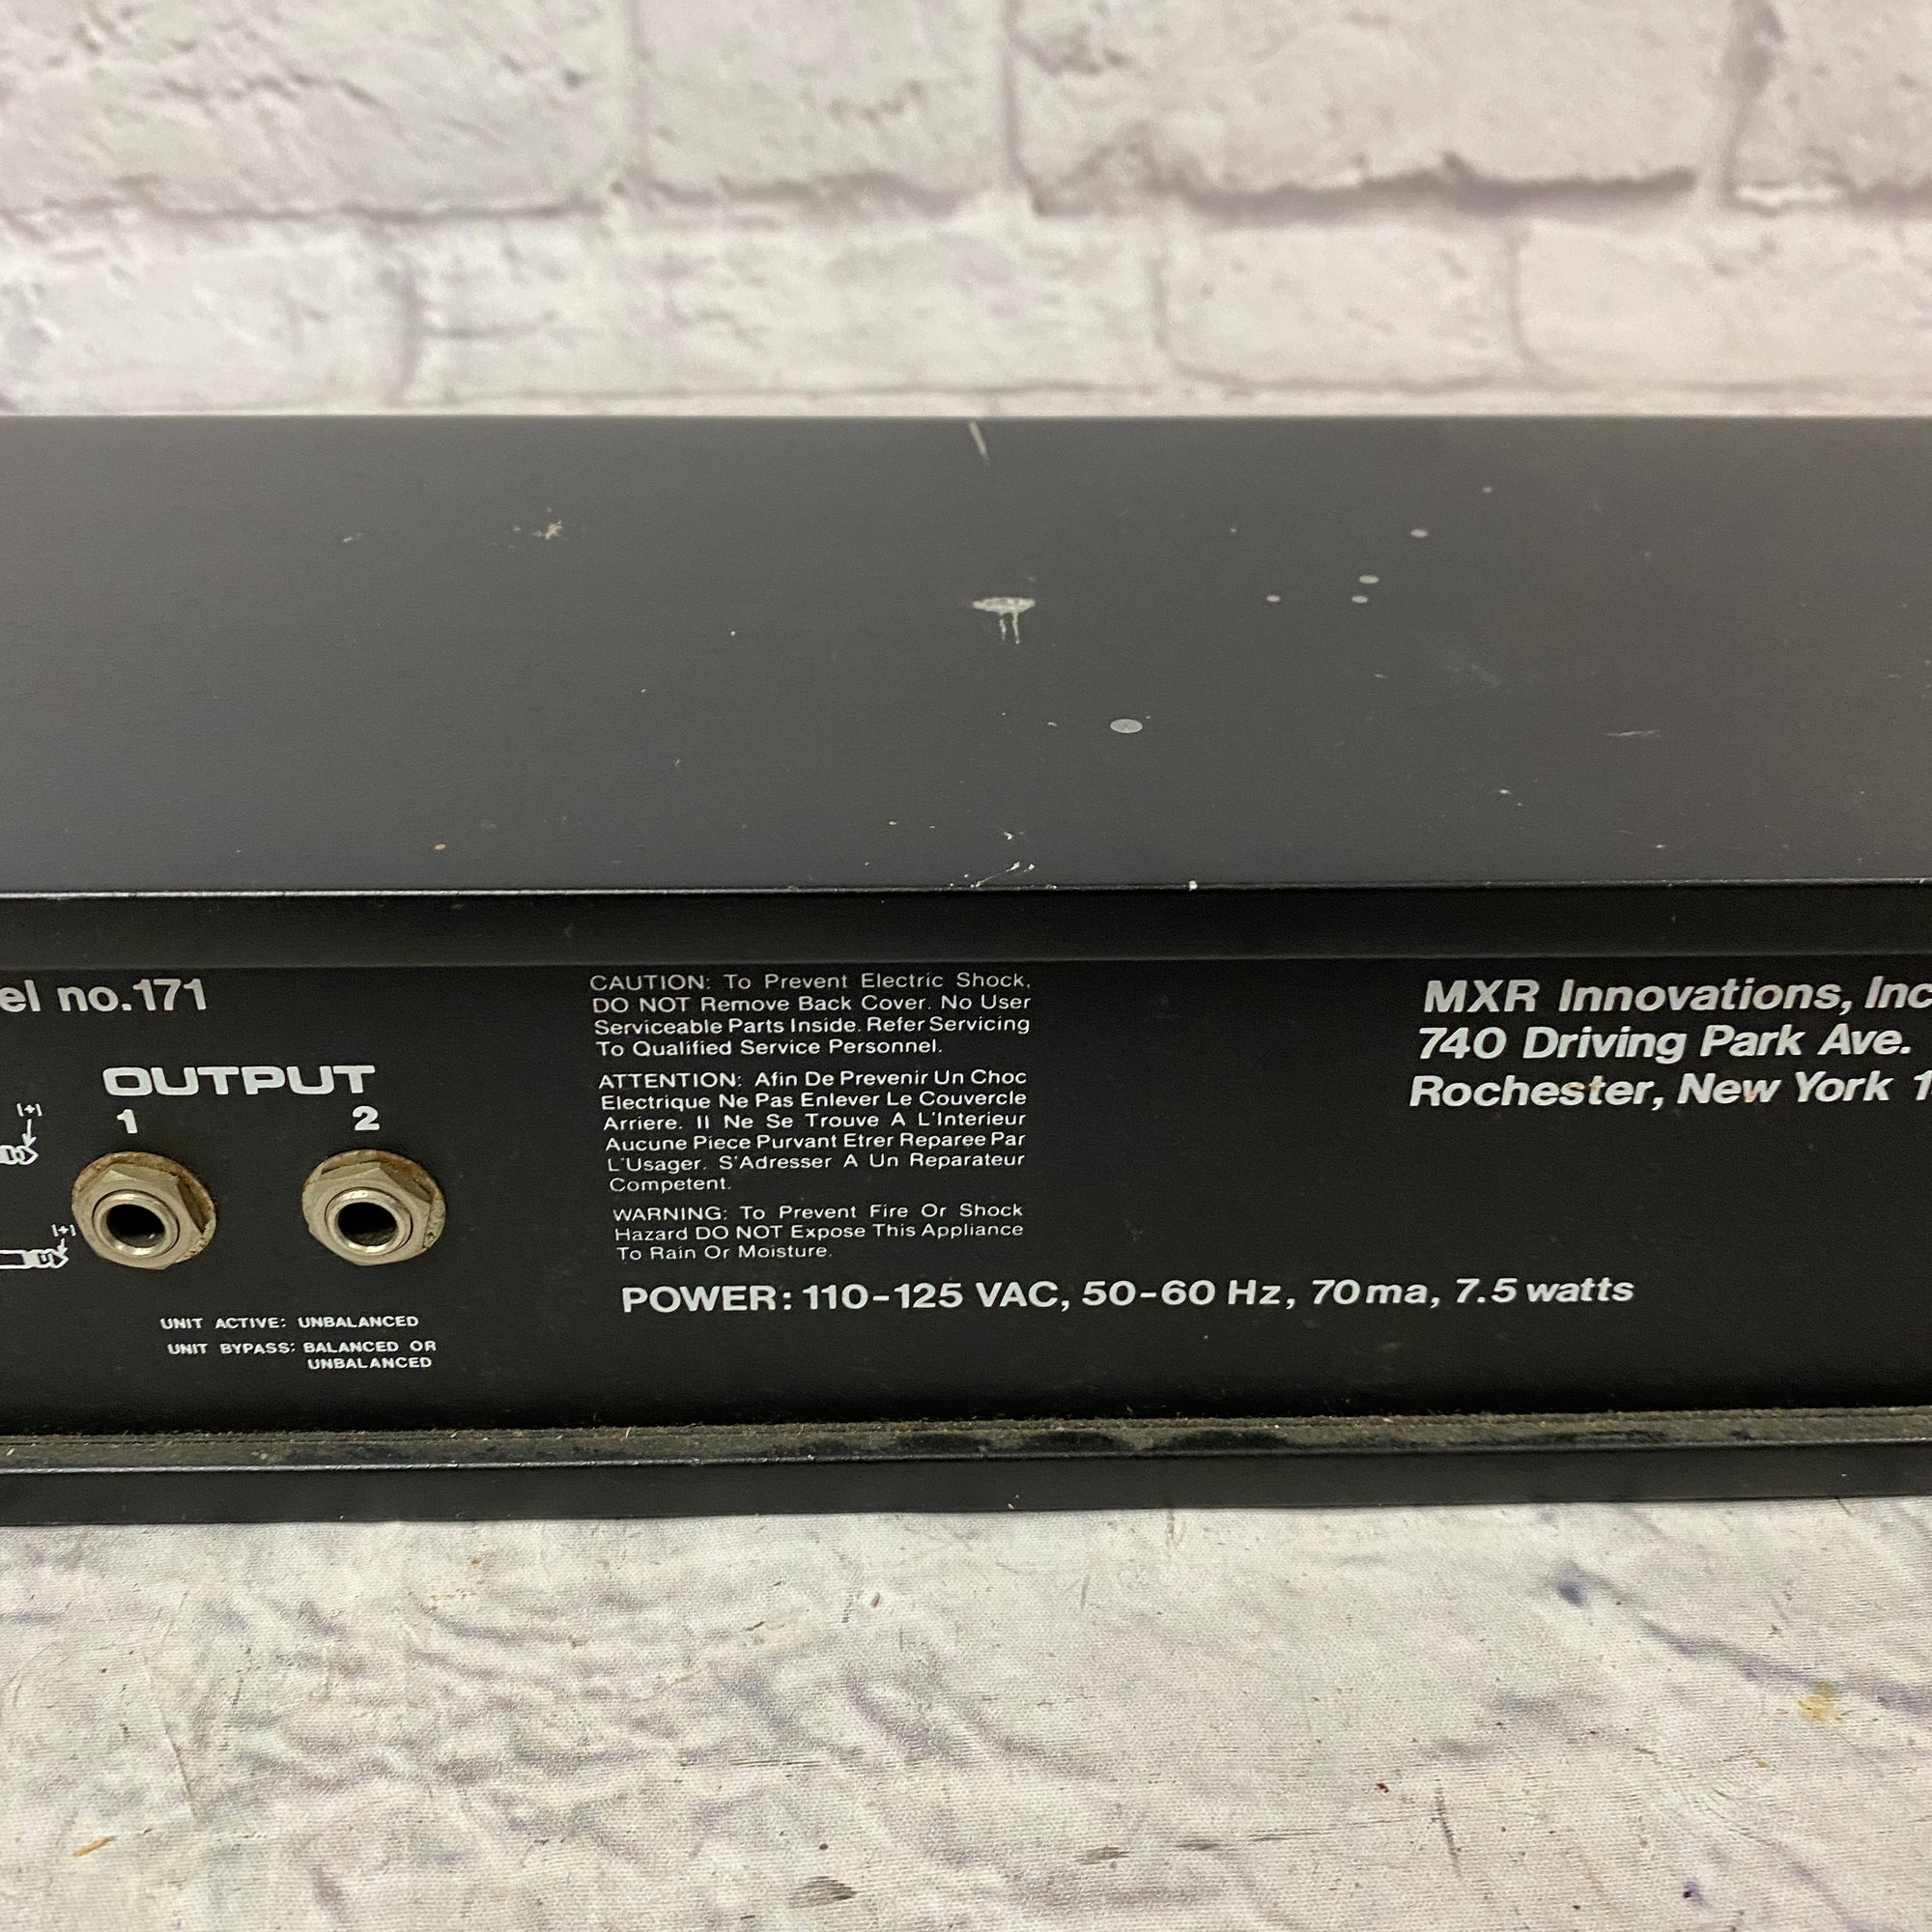 el no.171
OUTPUT
1 2
[+]
[+]
UNIT ACTIVE: UNBALANCED
UNIT BYPASS: BALANCED OR
UNBALANCED
CAUTION: To Prevent Electric Shock,
DO NOT Remove Back Cover. No User
Serviceable Parts Inside. Refer Servicing
To Qualified Service Personnel.
ATTENTION: Afin De Prevenir Un Choc
Electrique Ne Pas Enlever Le Couvercle
Arriere. Il Ne Se Trouve A L'Interieur
Aucune Piece Purvant Etrer Reparee Par
L'Usager. S'Adresser A Un Reparateur
Competent.
WARNING: To Prevent Fire Or Shock
Hazard DO NOT Expose This Appliance
To Rain Or Moisture.
POWER: 110-125 VAC, 50-60 Hz, 70 ma, 7.5 watts
MXR Innovations, Inc
740 Driving Park Ave.
Rochester, New York 1